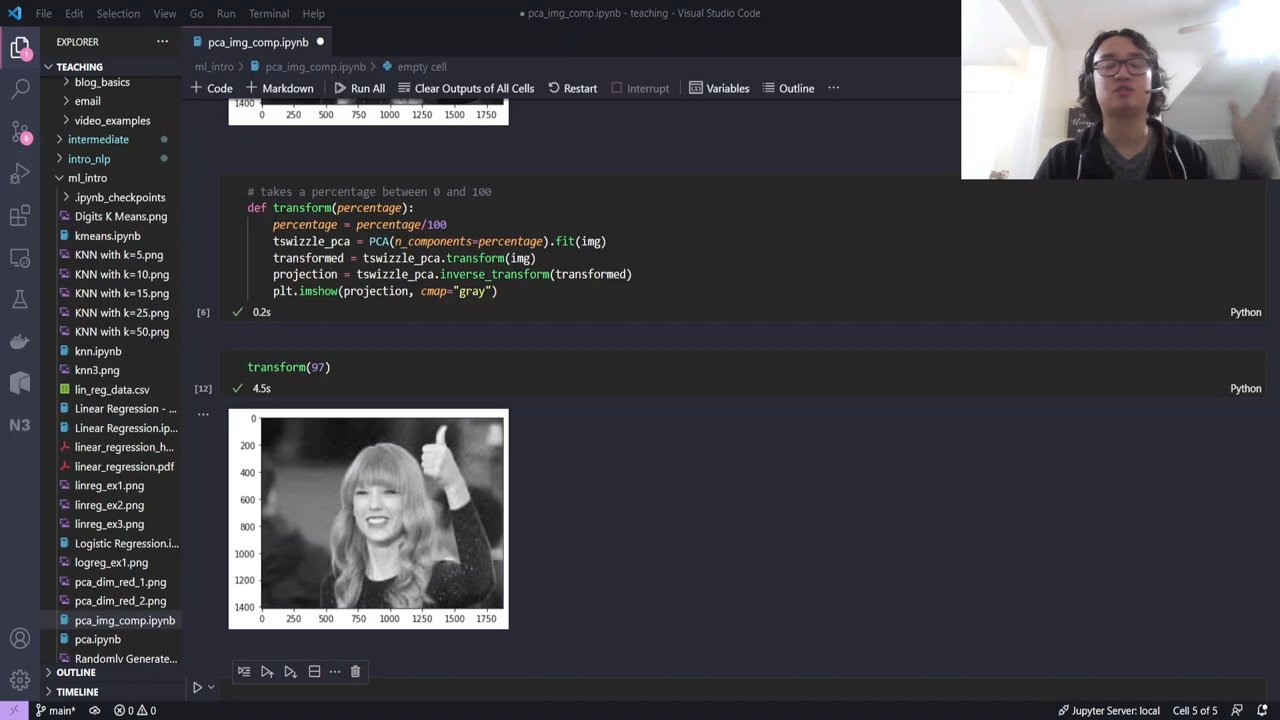 File Edit Selection View Go Run Terminal Help
● pca_img_comp.ipynb - teaching - Visual Studio Code
EXPLORER
TEACHING
blog_basics
email
video_examples
intermediate
intro_nlp
ml_intro
.ipynb_checkpoints
Digits K Means.png
kmeans.ipynb
KNN with k=5.png
KNN with k=10.png
KNN with k=15.png
KNN with k=25.png
KNN with k=50.png
knn.ipynb
knn3.png
lin_reg_data.csv
Linear Regression - ...
Linear Regression.ip...
linear_regression_h...
linear_regression.pdf
linreg_ex1.png
linreg_ex2.png
linreg_ex3.png
Logistic Regression.i...
logreg_ex1.png
pca_dim_red_1.png
pca_dim_red_2.png
pca_img_comp.ipynb
pca.ipynb
Randomly Generate...
OUTLINE
TIMELINE
pca_img_comp.ipynb ●
ml_intro > pca_img_comp.ipynb > empty cell
+ Code + Markdown Run All Clear Outputs of All Cells Restart Interrupt Variables Outline ...
1400
0 250 500 750 1000 1250 1500 1750
# takes a percentage between 0 and 100
def transform(percentage):
percentage = percentage/100
tswizzle_pca = PCA(n_components=percentage).fit(img)
transformed = tswizzle_pca.transform(img)
projection = tswizzle_pca.inverse_transform(transformed)
plt.imshow(projection, cmap="gray")
[6] 0.2s Python
transform(97)
[12] 4.5s Python
0
200
400
600
800
1000
1200
1400
0 250 500 750 1000 1250 1500 1750
main* 0 0 Jupyter Server: local Cell 5 of 5
N3
1
6